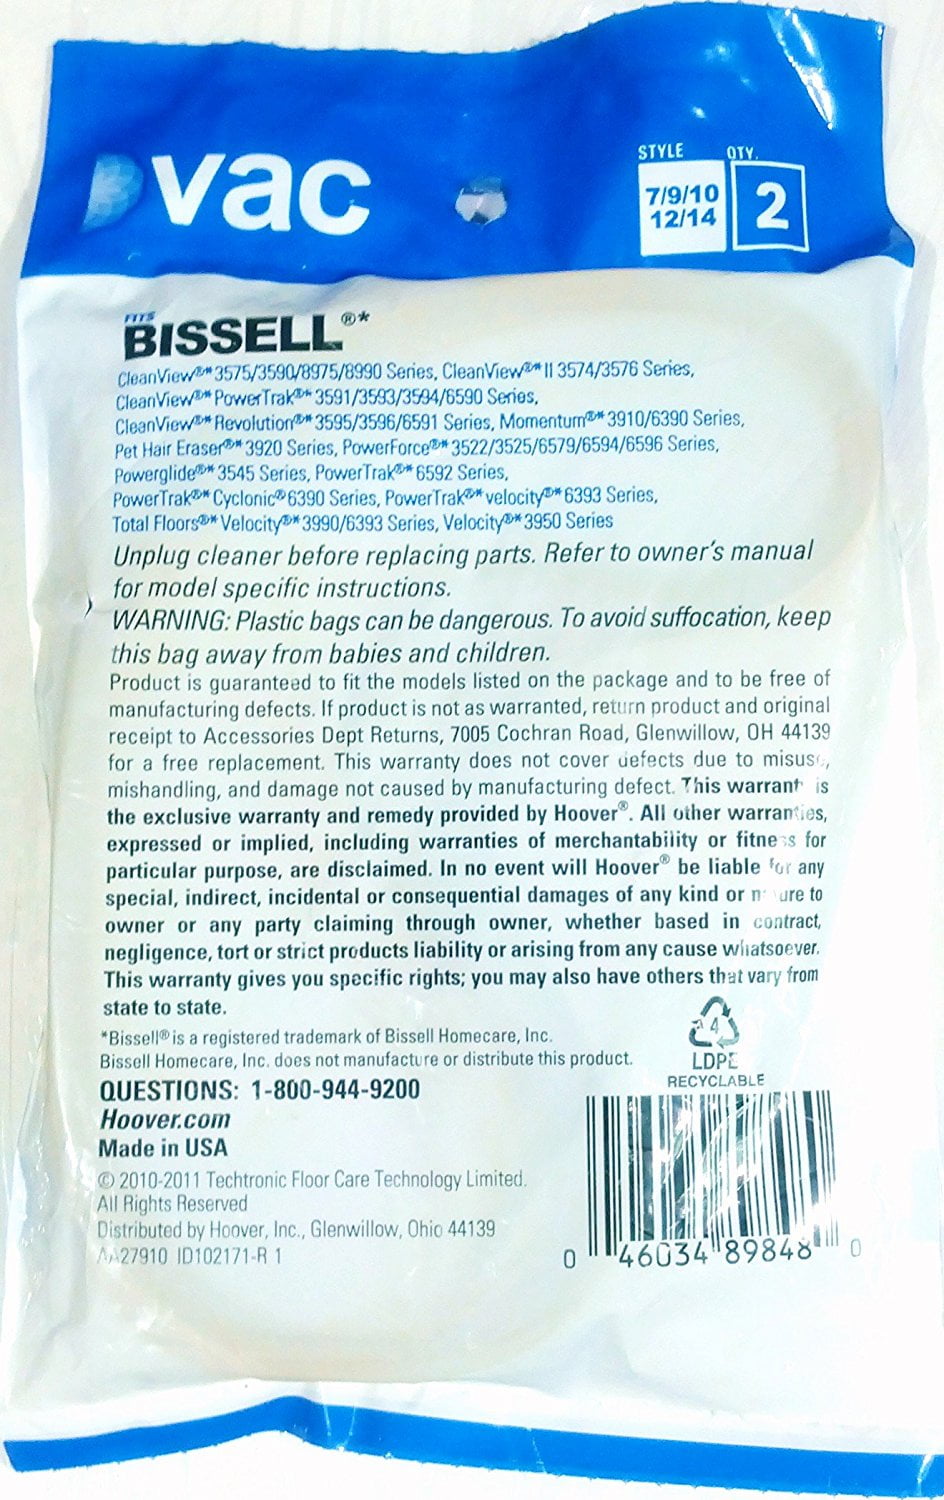 vac
STYLE QTY.
7/9/10
12/14
2
FITS
BISSELL®*
CleanView®* 3575/3590/8975/8990 Series, CleanView®* II 3574/3576 Series,
CleanView®* PowerTrak®* 3591/3593/3594/6590 Series,
CleanView®* Revolution®* 3595/3596/6591 Series, Momentum®* 3910/6390 Series,
Pet Hair Eraser®* 3920 Series, PowerForce®* 3522/3525/6579/6594/6596 Series,
Powerglide®* 3545 Series, PowerTrak®* 6592 Series,
PowerTrak®* Cyclonic® 6390 Series, PowerTrak®* velocity®* 6393 Series,
Total Floors®* Velocity®* 3990/6393 Series, Velocity®* 3950 Series
Unplug cleaner before replacing parts. Refer to owner's manual
for model specific instructions.
WARNING: Plastic bags can be dangerous. To avoid suffocation, keep
this bag away from babies and children.
Product is guaranteed to fit the models listed on the package and to be free of
manufacturing defects. If product is not as warranted, return product and original
receipt to Accessories Dept Returns, 7005 Cochran Road, Glenwillow, OH 44139
for a free replacement. This warranty does not cover defects due to misuse,
mishandling, and damage not caused by manufacturing defect. This warranty is
the exclusive warranty and remedy provided by Hoover®. All other warranties,
expressed or implied, including warranties of merchantability or fitness for
particular purpose, are disclaimed. In no event will Hoover® be liable for any
special, indirect, incidental or consequential damages of any kind or nature to
owner or any party claiming through owner, whether based in contract,
negligence, tort or strict products liability or arising from any cause whatsoever.
This warranty gives you specific rights; you may also have others that vary from
state to state.
*Bissell® is a registered trademark of Bissell Homecare, Inc.
Bissell Homecare, Inc. does not manufacture or distribute this product.
4
LDPE
RECYCLABLE
QUESTIONS: 1-800-944-9200
Hoover.com
Made in USA
© 2010-2011 Techtronic Floor Care Technology Limited.
All Rights Reserved
Distributed by Hoover, Inc., Glenwillow, Ohio 44139
AA27910 ID102171-R 1
0 46034 89848 0